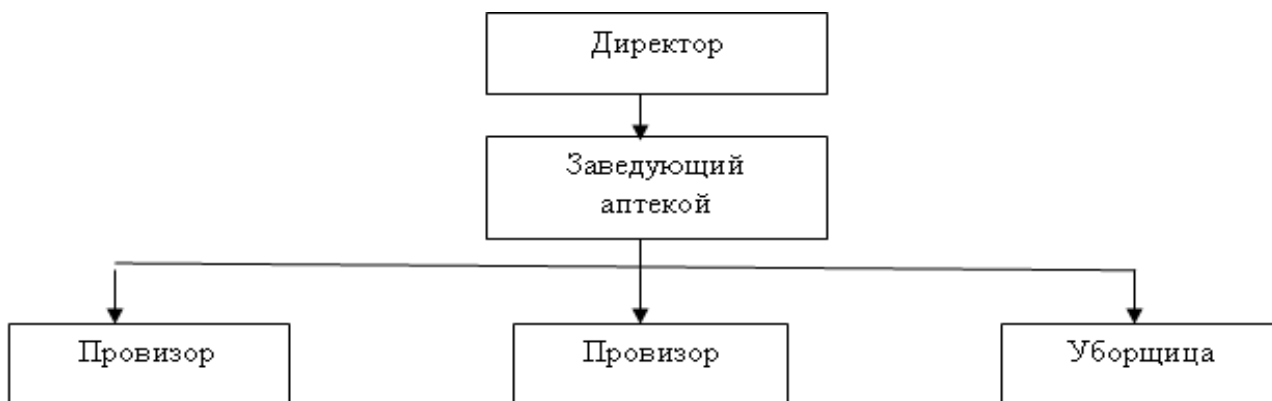 Директор
Заведующий
аптекой
Провизор
Провизор
Уборщица